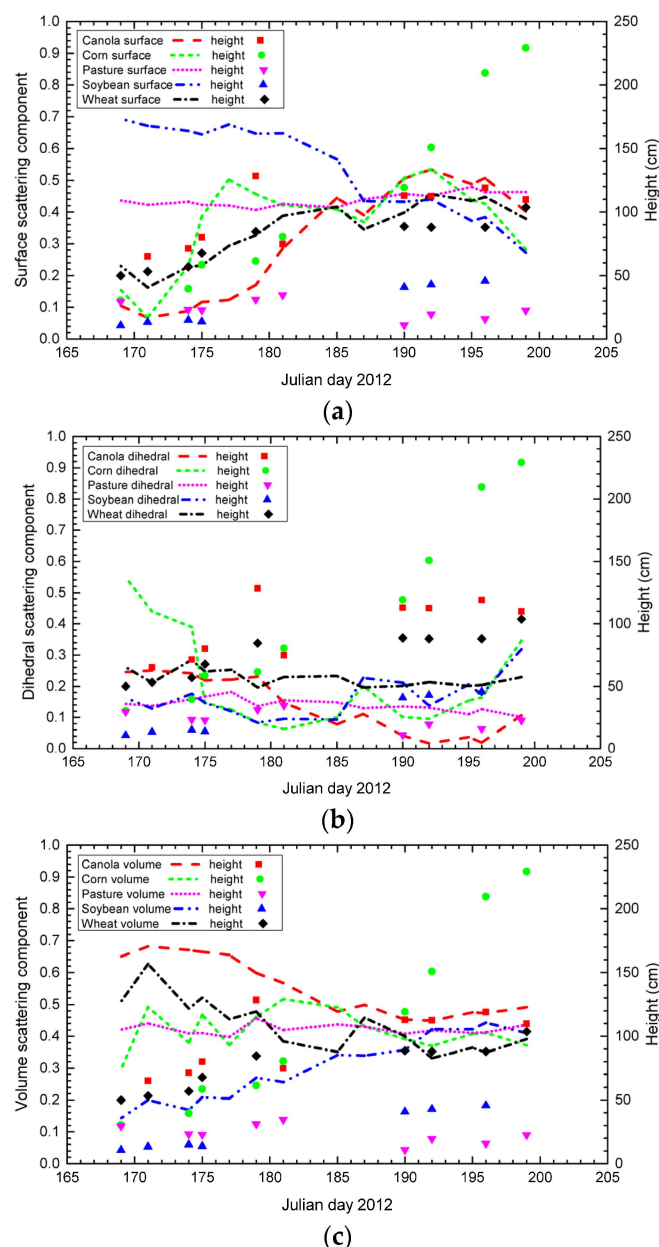 1.0 250
Canola surface height
Corn surface height
Pasture surface height
Soybean surface height
Wheat surface height
0.9
0.8 200
0.7
0.6 150
0.5
0.4 100
0.3
0.2 50
0.1
0.0 0
165 170 175 180 185 190 195 200 205
Surface scattering component
Height (cm)
Julian day 2012
(a)
1.0 250
Canola dihedral height
Corn dihedral height
Pasture dihedral height
Soybean dihedral height
Wheat dihedral height
0.9
0.8 200
0.7
0.6 150
0.5
0.4 100
0.3
0.2 50
0.1
0.0 0
165 170 175 180 185 190 195 200 205
Dihedral scattering component
Height (cm)
Julian day 2012
(b)
1.0 250
Canola volume height
Corn volume height
Pasture volume height
Soybean volume height
Wheat volume height
0.9
0.8 200
0.7
0.6 150
0.5
0.4 100
0.3
0.2 50
0.1
0.0 0
165 170 175 180 185 190 195 200 205
Volume scattering component
Height (cm)
Julian day 2012
(c)